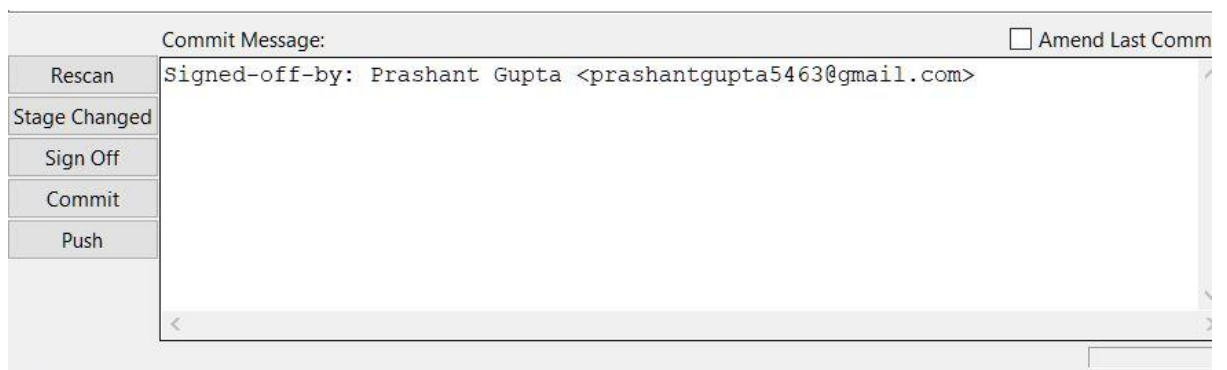 Commit Message:
Amend Last Comm
Rescan
Signed-off-by: Prashant Gupta <prashantgupta5463@gmail.com>
Stage Changed
Sign Off
Commit
Push